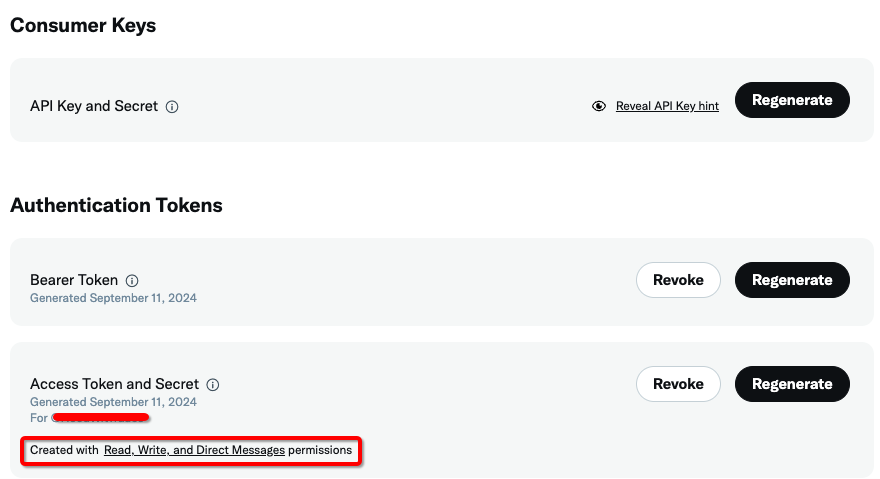 Consumer Keys
API Key and Secret
Reveal API Key hint
Regenerate
Authentication Tokens
Bearer Token
Generated September 11, 2024
Revoke
Regenerate
Access Token and Secret
Generated September 11, 2024
For
Revoke
Regenerate
Created with Read, Write, and Direct Messages permissions